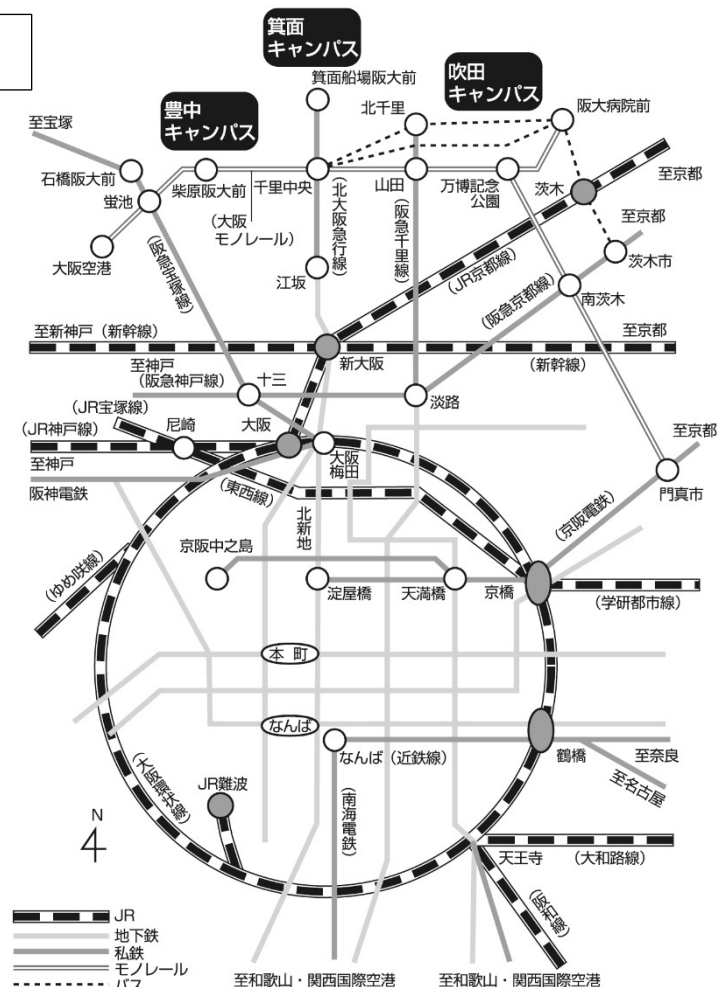 箕面
キャンパス
吹田
キャンパス
豊中
キャンパス
箕面船場阪大前
北千里
阪大病院前
至宝塚
石橋阪大前
柴原阪大前
千里中央
山田
万博記念
公園
茨木
至京都
蛍池
(大阪
モノレール)
(北大阪急行線)
(阪急千里線)
至京都
大阪空港
(阪急宝塚線)
江坂
(JR京都線)
(阪急京都線)
茨木市
南茨木
至新神戸(新幹線)
至京都
新大阪
(新幹線)
至神戸
(阪急神戸線)
十三
淡路
(JR宝塚線)
尼崎
大阪
(JR神戸線)
大阪
梅田
至京都
至神戸
阪神電鉄
(東西線)
門真市
北新地
(京阪電鉄)
京阪中之島
(ゆめ咲線)
淀屋橋
天満橋
京橋
(学研都市線)
本町
なんば
なんば(近鉄線)
鶴橋
至奈良
至名古屋
(大阪環状線)
JR難波
(南海電鉄)
N
天王寺
(大和路線)
(阪和線)
JR
地下鉄
私鉄
モノレール
バス
至和歌山・関西国際空港
至和歌山・関西国際空港